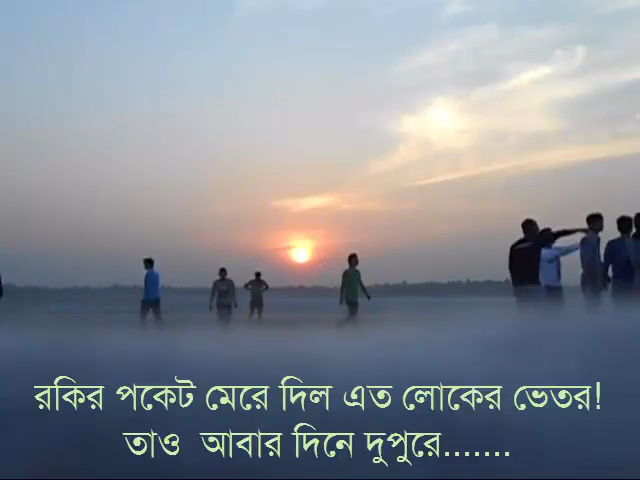 রকির পকেট মেরে দিল এত লোকের ভেতর!
তাও আবার দিনে দুপুরে.......